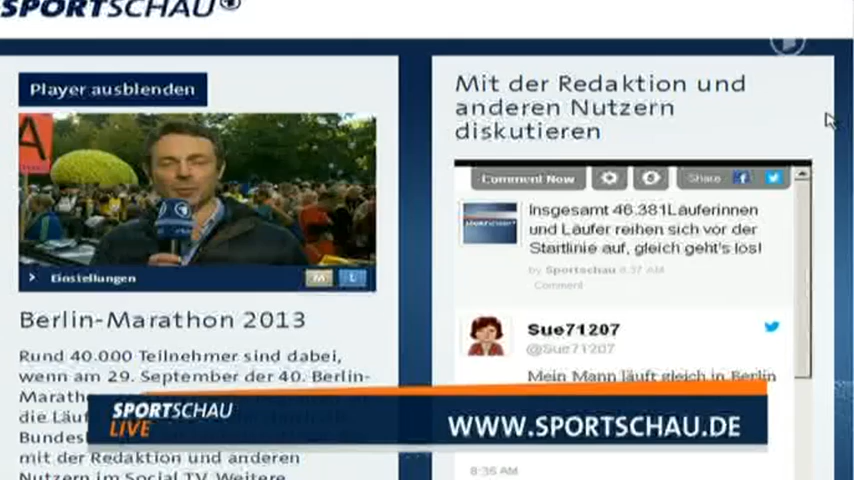 SPORTSCHAU
Player ausblenden
A
Einstellungen
M L
Berlin-Marathon 2013
Rund 40.000 Teilnehmer sind dabei,
wenn am 29. September der 40. Berlin-
Maratho
die Läuf
Bundes
mit der Redaktion und anderen
Nutzern im Social TV. Weitere
Mit der Redaktion und
anderen Nutzern
diskutieren
Comment Now Share
Insgesamt 46.381Läuferinnen
und Läufer reihen sich vor der
Startlinie auf, gleich geht's los!
by Sportschau 8:37 AM
Comment
Sue71207
@Sue71207
Mein Mann läuft gleich in Berlin
8:36 AM
SPORTSCHAU
LIVE
WWW.SPORTSCHAU.DE